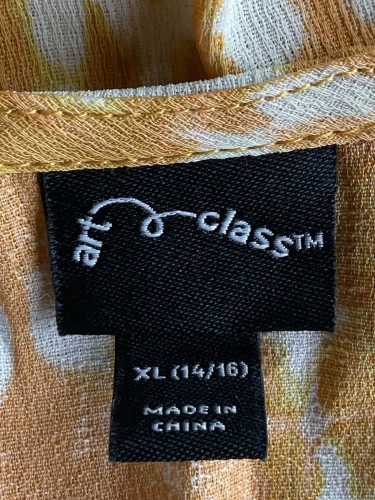 art class™
XL (14/16)
MADE IN
CHINA